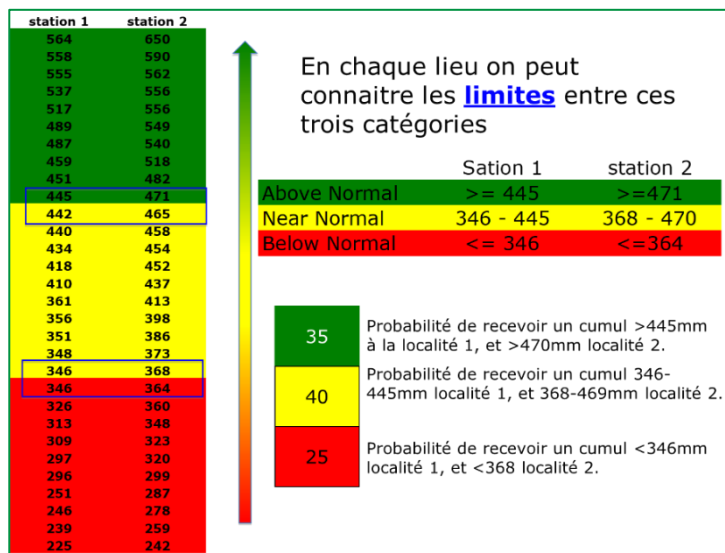 station 1 station 2
564 650
558 590
555 562
537 556
517 556
489 549
487 540
459 518
451 482
445 471
442 465
440 458
434 454
418 452
410 437
361 413
356 398
351 386
348 373
346 368
346 364
326 360
313 348
309 323
297 320
296 299
251 287
246 278
239 259
225 242
En chaque lieu on peut
connaitre les limites entre ces
trois catégories
Sation 1 station 2
Above Normal >= 445 >=471
Near Normal 346 - 445 368 - 470
Below Normal <= 346 <=364
35
Probabilité de recevoir un cumul >445mm
à la localité 1, et >470mm localité 2.
40
Probabilité de recevoir un cumul 346-
445mm localité 1, et 368-469mm localité 2.
25
Probabilité de recevoir un cumul <346mm
localité 1, et <368 localité 2.